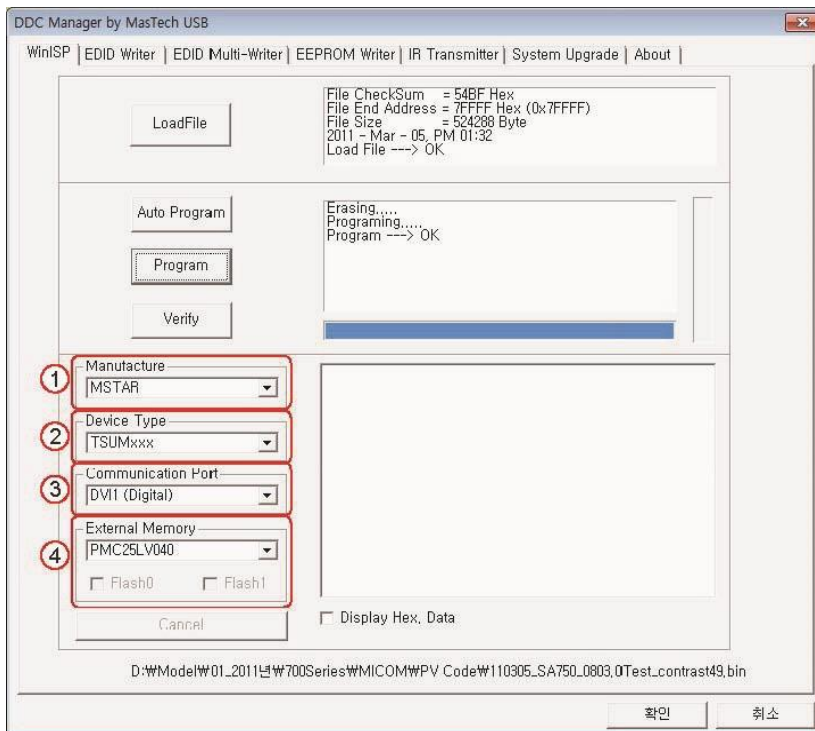 DDC Manager by MasTech USB
WinISP | EDID Writer | EDID Multi-Writer | EEPROM Writer | IR Transmitter | System Upgrade | About |
LoadFile
File CheckSum = 54BF Hex
File End Address = 7FFFF Hex (0x7FFFF)
File Size = 524288 Byte
2011 - Mar - 05, PM 01:32
Load File ---> OK
Auto Program
Program
Verify
Erasing.....
Programing.....
Program ---> OK
1
Manufacture
MSTAR
2
Device Type
TSUMxxx
3
Communication Port
DVI1 (Digital)
4
External Memory
PMC25LV040
Flash0 Flash1
Cancel
Display Hex. Data
D:₩Model₩01_2011년₩700Series₩MICOM₩PV Code₩110305_SA750_0803.0Test_contrast49.bin
확인 취소